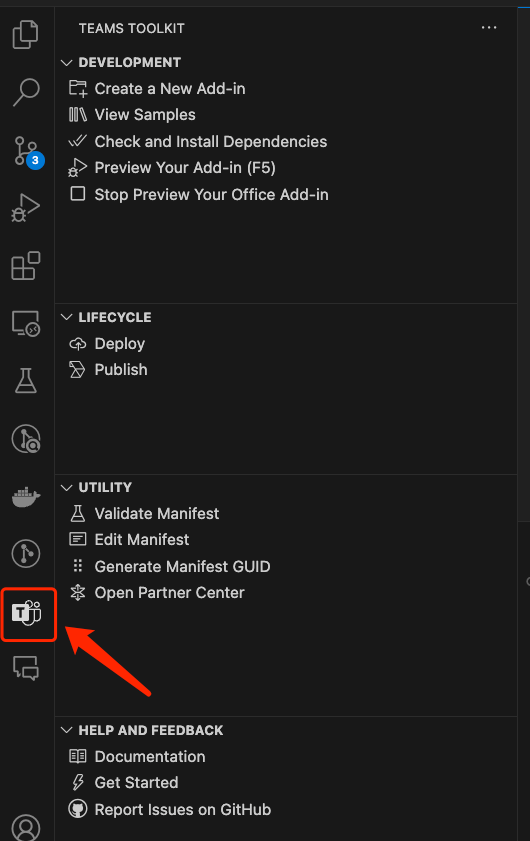 TEAMS TOOLKIT
DEVELOPMENT
Create a New Add-in
View Samples
Check and Install Dependencies
3
Preview Your Add-in (F5)
Stop Preview Your Office Add-in
LIFECYCLE
Deploy
Publish
UTILITY
Validate Manifest
Edit Manifest
Generate Manifest GUID
Open Partner Center
T
HELP AND FEEDBACK
Documentation
Get Started
Report Issues on GitHub